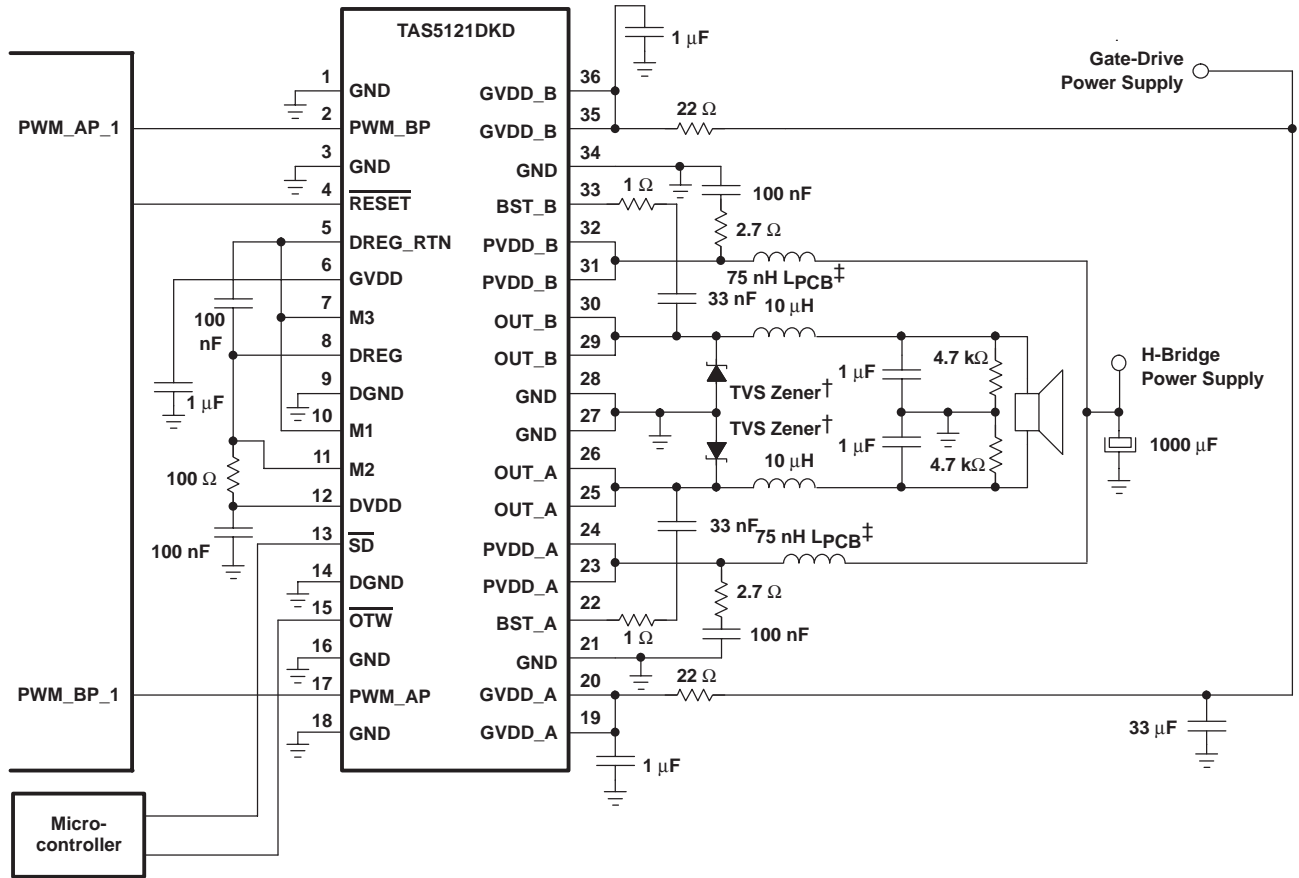 TAS5121DKD
1 μF
Gate-Drive
Power Supply
1
GND
36
GVDD_B
PWM_AP_1
2
PWM_BP
35
GVDD_B
22 Ω
3
GND
34
GND
4
RESET
33
BST_B
1 Ω
100 nF
2.7 Ω
5
DREG_RTN
32
PVDD_B
6
GVDD
31
PVDD_B
75 nH LPCB‡
33 nF
100
nF
7
M3
30
OUT_B
10 μH
8
DREG
29
OUT_B
4.7 kΩ
H-Bridge
Power Supply
1 μF
9
DGND
28
GND
1 μF
TVS Zener†
10
M1
27
GND
TVS Zener†
1000 μF
11
M2
26
OUT_A
10 μH
1 μF
4.7 kΩ
100 Ω
12
DVDD
25
OUT_A
100 nF
13
SD
24
PVDD_A
33 nF
75 nH LPCB‡
14
DGND
23
PVDD_A
2.7 Ω
15
OTW
22
BST_A
1 Ω
100 nF
16
GND
21
GND
PWM_BP_1
17
PWM_AP
20
GVDD_A
22 Ω
18
GND
19
GVDD_A
33 μF
1 μF
Micro-
controller